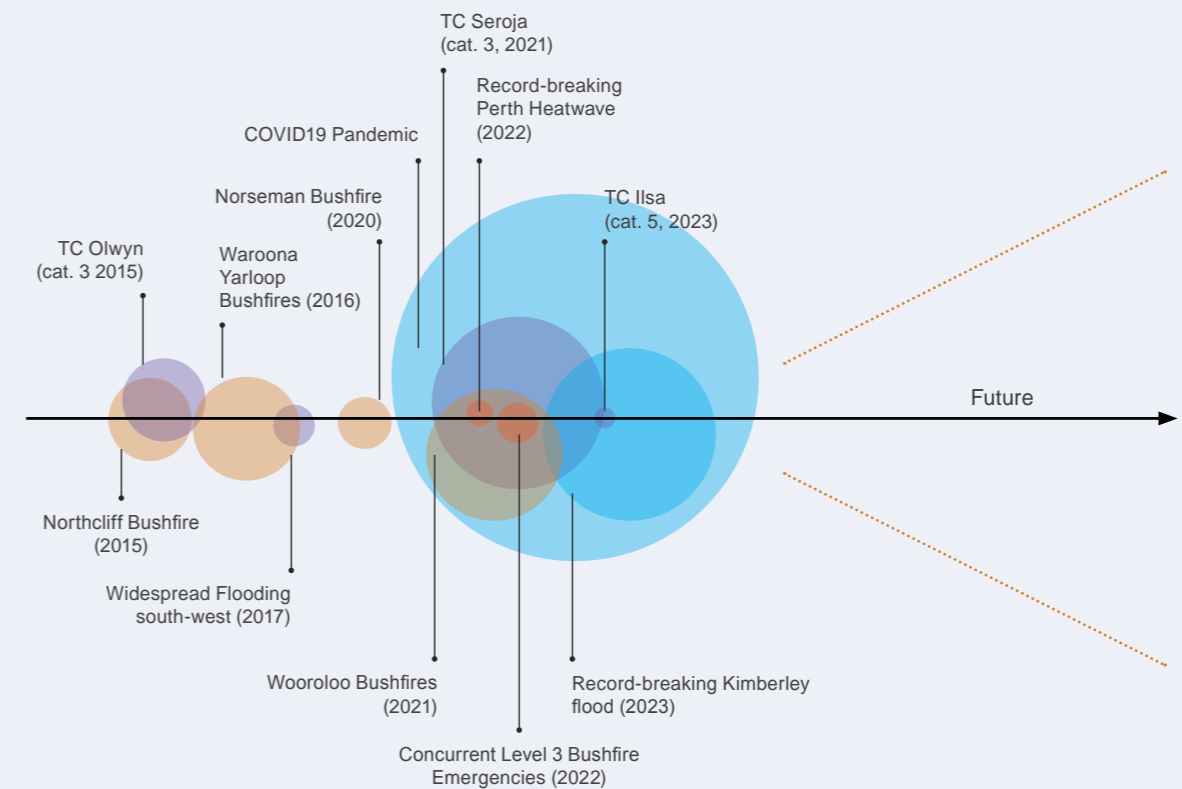 TC Seroja
(cat. 3, 2021)
Record-breaking
Perth Heatwave
(2022)
COVID19 Pandemic
Norseman Bushfire
(2020)
TC Ilsa
(cat. 5, 2023)
TC Olwyn
(cat. 3 2015)
Waroona
Yarloop
Bushfires (2016)
Future
Northcliff Bushfire
(2015)
Widespread Flooding
south-west (2017)
Wooroloo Bushfires
(2021)
Record-breaking Kimberley
flood (2023)
Concurrent Level 3 Bushfire
Emergencies (2022)